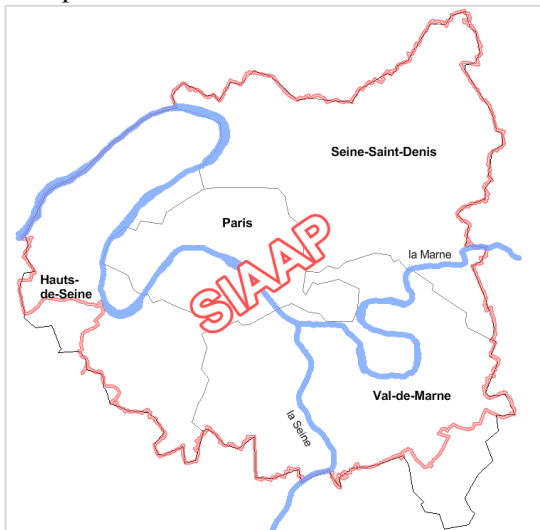 Seine-Saint-Denis
Paris
la Marne
SIAAP
Hauts-
de-Seine
Val-de-Marne
la Seine